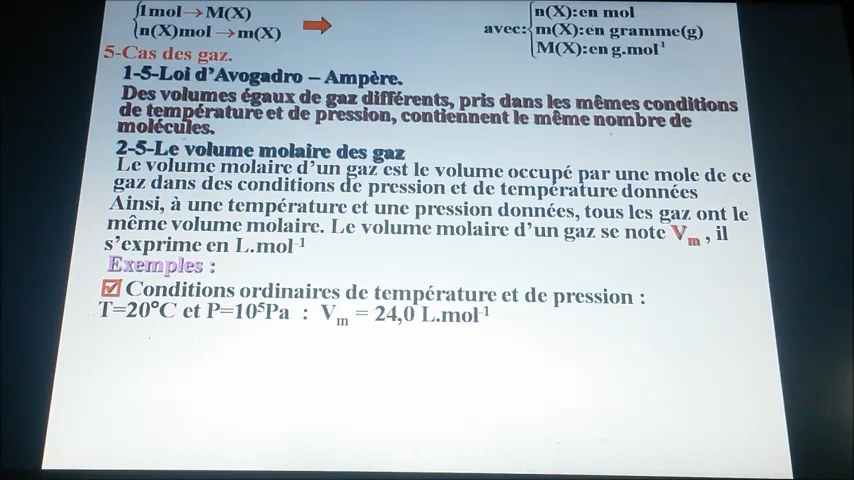 1mol→M(X)
n(X)mol→m(X)
avec:
n(X):en mol
m(X):en gramme(g)
M(X):en g.mol⁻¹
5-Cas des gaz.
1-5-Loi d'Avogadro – Ampère.
Des volumes égaux de gaz différents, pris dans les mêmes conditions
de température et de pression, contiennent le même nombre de
molécules.
2-5-Le volume molaire des gaz
Le volume molaire d'un gaz est le volume occupé par une mole de ce
gaz dans des conditions de pression et de température données
Ainsi, à une température et une pression données, tous les gaz ont le
même volume molaire. Le volume molaire d'un gaz se note Vₘ , il
s'exprime en L.mol⁻¹
Exemples :
☑ Conditions ordinaires de température et de pression :
T=20°C et P=10⁵Pa : Vₘ = 24,0 L.mol⁻¹